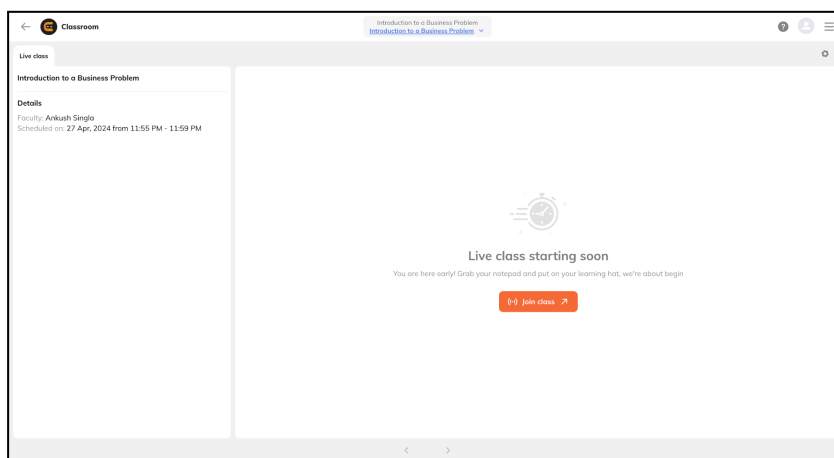 Classroom
Introduction to a Business Problem
Introduction to a Business Problem
Live class
Introduction to a Business Problem
Details
Faculty: Ankush Singla
Scheduled on: 27 Apr, 2024 from 11:55 PM - 11:59 PM
Live class starting soon
You are here early! Grab your notepad and put on your learning hat, we're about begin
Join class